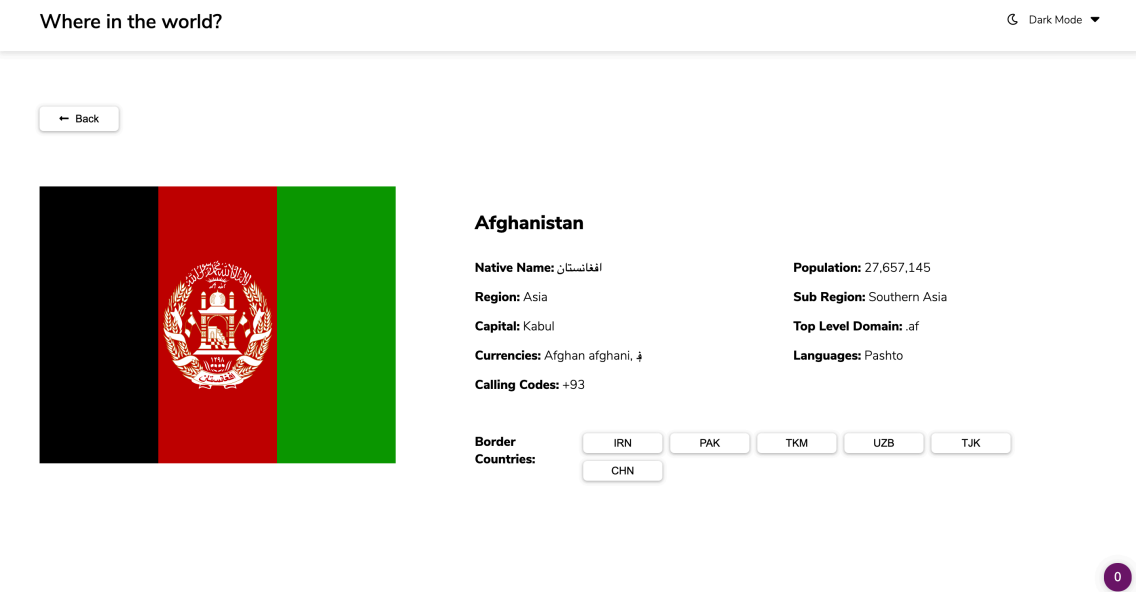 Where in the world?
Dark Mode
Back
Afghanistan
Native Name: افغانستان
Population: 27,657,145
Region: Asia
Sub Region: Southern Asia
Capital: Kabul
Top Level Domain: .af
Currencies: Afghan afghani, ؋
Languages: Pashto
Calling Codes: +93
Border
Countries:
IRN
PAK
TKM
UZB
TJK
CHN
١٢٩٨
افغانستان
0